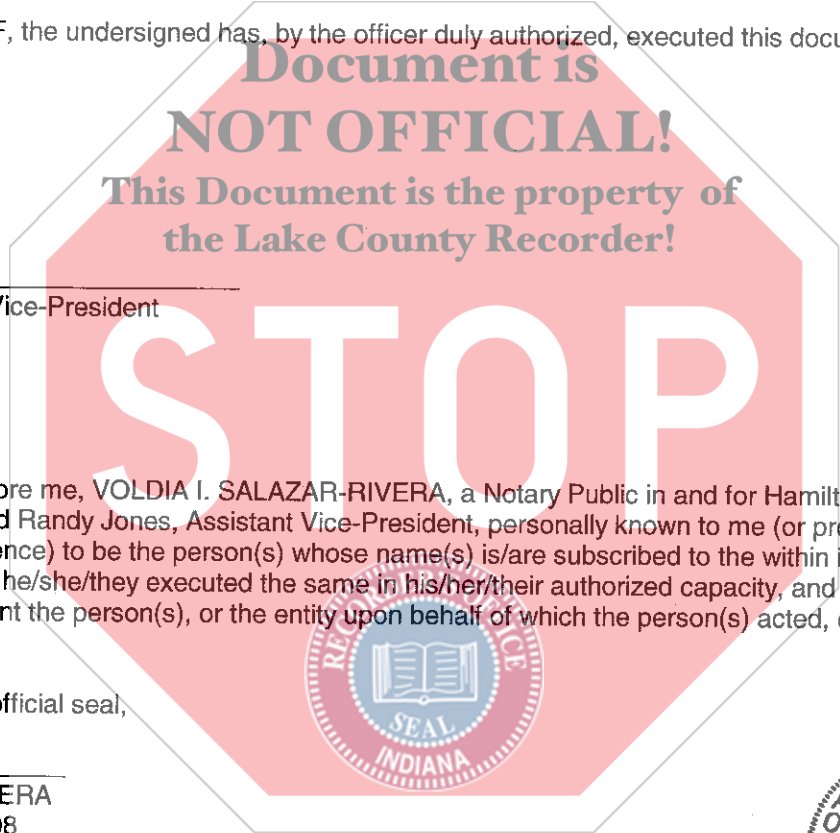 F, the undersigned has, by the officer duly authorized, executed this docu
Document is
NOT OFFICIAL!
This Document is the property of
the Lake County Recorder!
Vice-President
STOP
ore me, VOLDIA I. SALAZAR-RIVERA, a Notary Public in and for Hamilt
d Randy Jones, Assistant Vice-President, personally known to me (or pr
ence) to be the person(s) whose name(s) is/are subscribed to the within i
he/she/they executed the same in his/her/their authorized capacity, and
nt the person(s), or the entity upon behalf of which the person(s) acted,
RECORDER'S OFFICE
SEAL
INDIANA
official seal,
ERA
08